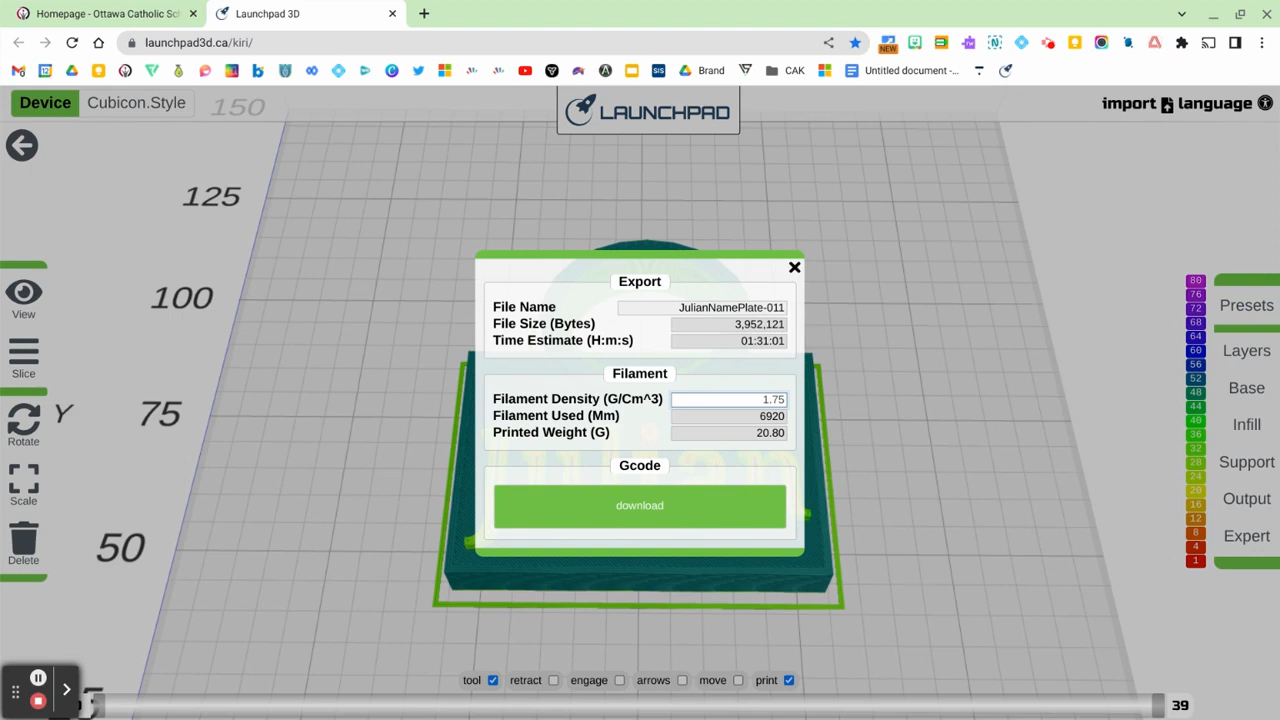 Homepage - Ottawa Catholic Sch
Launchpad 3D
launchpad3d.ca/kiri/
NEW
Brand
CAK
Untitled document -...
Device
Cubicon.Style
150
LAUNCHPAD
import language
125
100
Y
75
50
View
Slice
Rotate
Scale
Delete
Export
File Name JulianNamePlate-011
File Size (Bytes) 3,952,121
Time Estimate (H:m:s) 01:31:01
Filament
Filament Density (G/Cm^3) 1.75
Filament Used (Mm) 6920
Printed Weight (G) 20.80
Gcode
download
80
76
72
68
64
60
56
52
48
44
40
36
32
28
24
20
16
12
8
4
1
Presets
Layers
Base
Infill
Support
Output
Expert
tool retract engage arrows move print
39